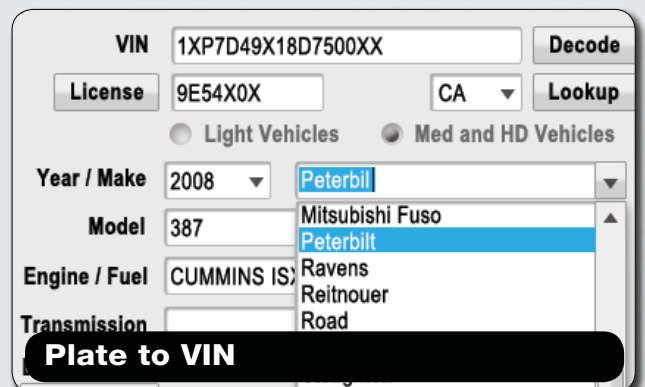 VIN 1XP7D49X18D7500XX Decode
License 9E54X0X CA Lookup
Light Vehicles Med and HD Vehicles
Year / Make 2008 Peterbil
Mitsubishi Fuso
Model 387
Peterbilt
Engine / Fuel CUMMINS IS
Ravens
Reitnouer
Transmission
Road
Plate to VIN